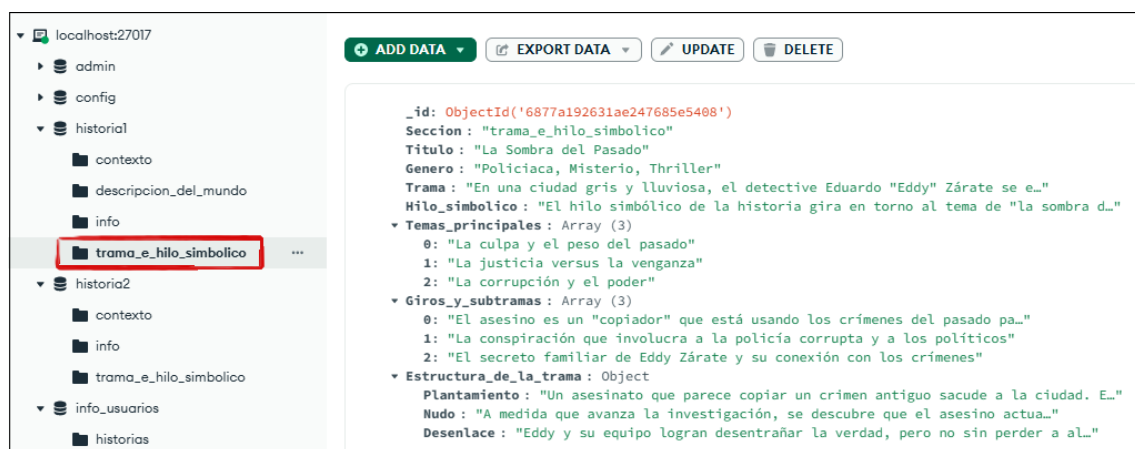 localhost:27017
admin
config
historia1
contexto
descripcion_del_mundo
info
trama_e_hilo_simbolico
historia2
contexto
info
trama_e_hilo_simbolico
info_usuarios
historias
ADD DATA EXPORT DATA UPDATE DELETE
_id: ObjectId('6877a192631ae247685e5408')
Seccion : "trama_e_hilo_simbolico"
Titulo : "La Sombra del Pasado"
Genero : "Policiaca, Misterio, Thriller"
Trama : "En una ciudad gris y lluviosa, el detective Eduardo "Eddy" Zárate se e…"
Hilo_simbolico : "El hilo simbólico de la historia gira en torno al tema de "la sombra d…"
Temas_principales : Array (3)
0: "La culpa y el peso del pasado"
1: "La justicia versus la venganza"
2: "La corrupción y el poder"
Giros_y_subtramas : Array (3)
0: "El asesino es un "copiador" que está usando los crímenes del pasado pa…"
1: "La conspiración que involucra a la policía corrupta y a los políticos"
2: "El secreto familiar de Eddy Zárate y su conexión con los crímenes"
Estructura_de_la_trama : Object
Plantamiento : "Un asesinato que parece copiar un crimen antiguo sacude a la ciudad. E…"
Nudo : "A medida que avanza la investigación, se descubre que el asesino actua…"
Desenlace : "Eddy y su equipo logran desentrañar la verdad, pero no sin perder a al…"